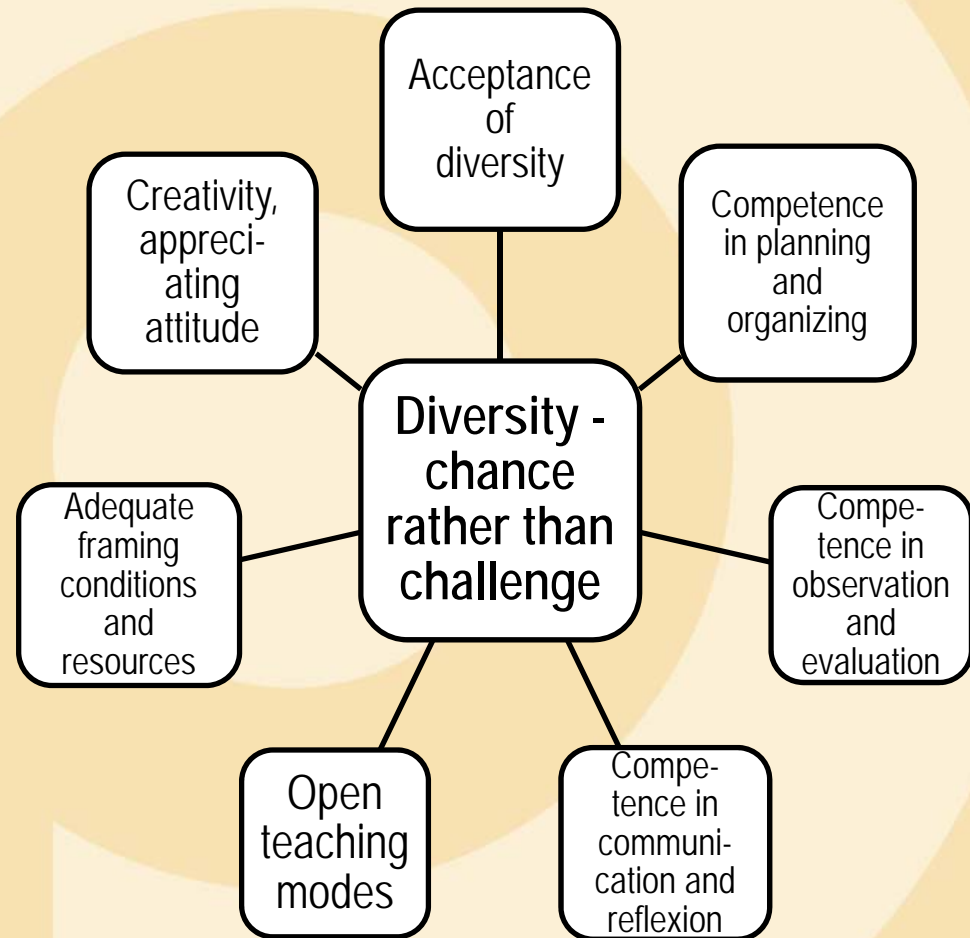 Acceptance
of
diversity
Creativity,
appreci-
ating
attitude
Competence
in planning
and
organizing
Diversity -
chance
rather than
challenge
Adequate
framing
conditions
and
resources
Compe-
tence in
observation
and
evaluation
Open
teaching
modes
Compe-
tence in
communi-
cation and
reflexion